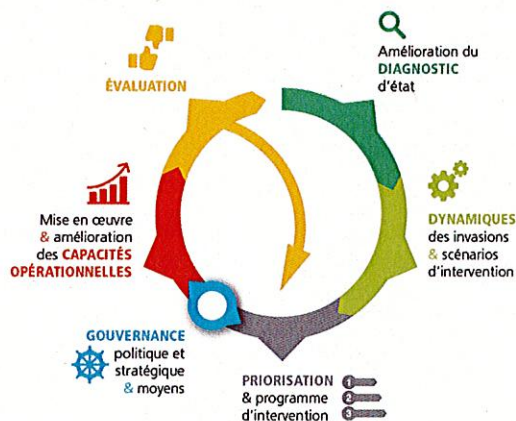 Amélioration du
DIAGNOSTIC
d'état
DYNAMIQUES
des invasions
& scénarios
d'intervention
PRIORISATION
& programme
d'intervention
1
2
3
GOUVERNANCE
politique et
stratégique
& moyens
Mise en œuvre
& amélioration
des CAPACITÉS
OPÉRATIONNELLES
ÉVALUATION